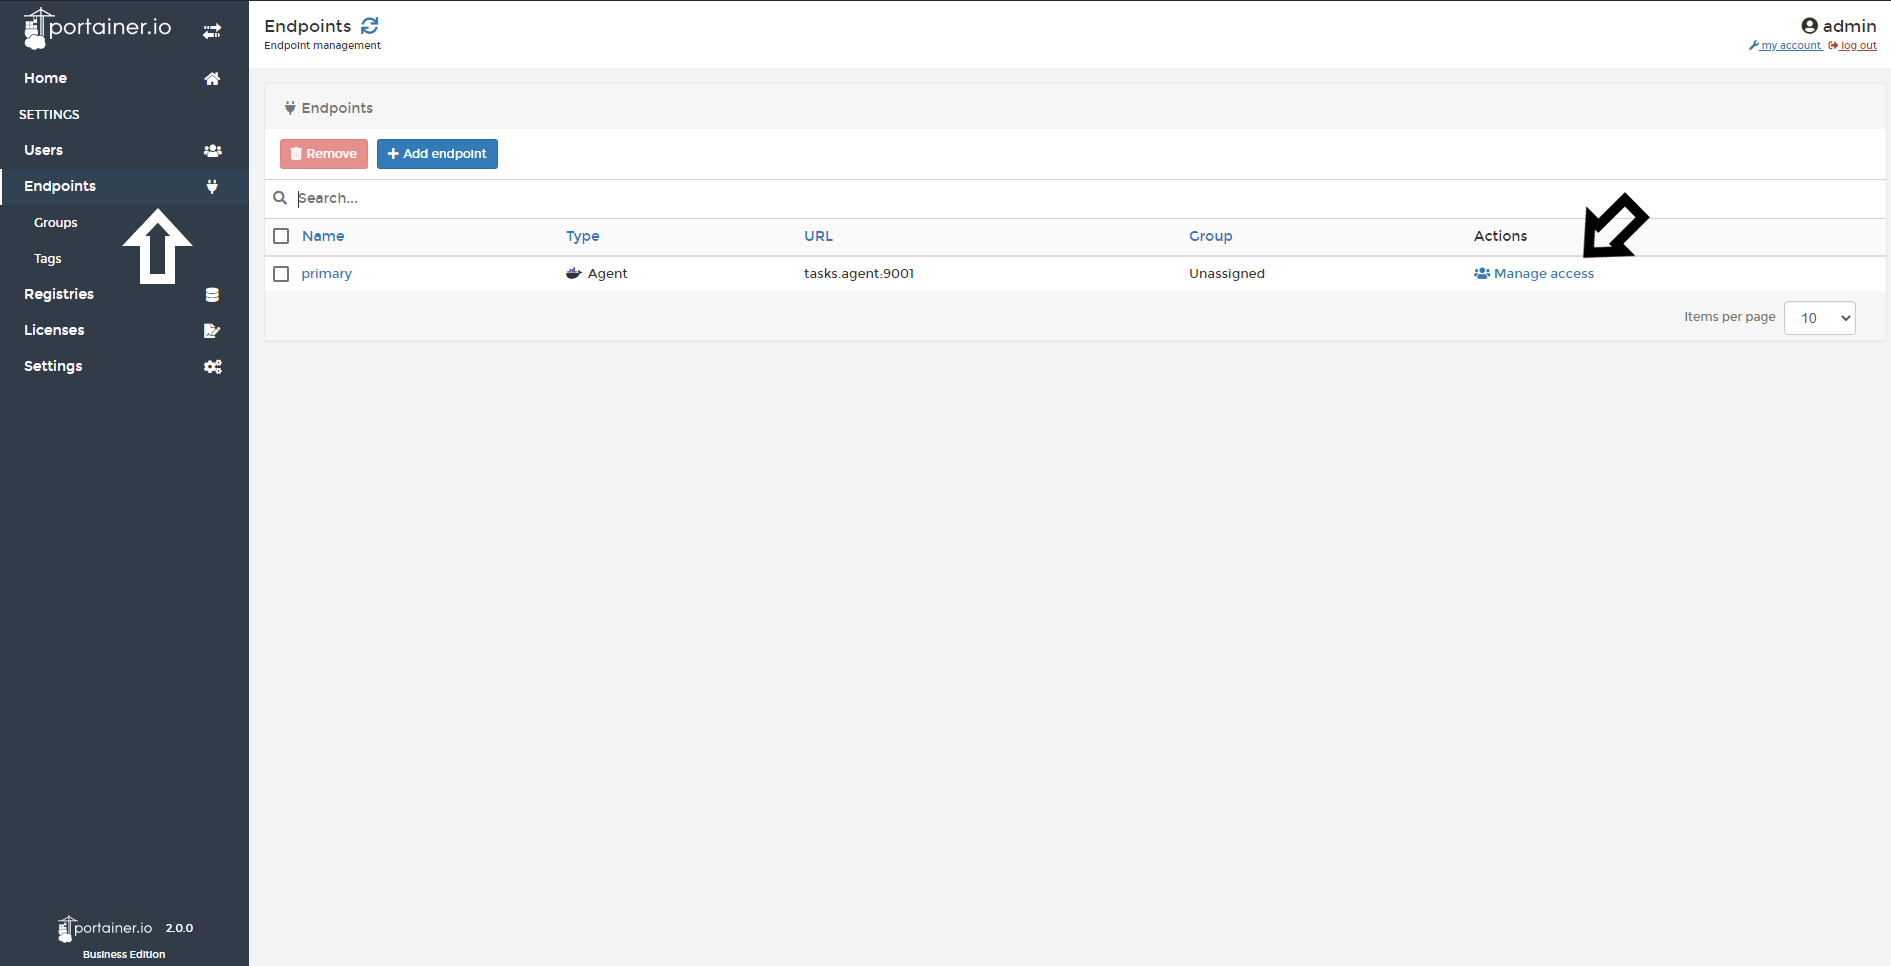 portainer.io
Home
SETTINGS
Users
Endpoints
Groups
Tags
Registries
Licenses
Settings
portainer.io 2.0.0
Business Edition
Endpoints
Endpoint management
admin
my account log out
Endpoints
Remove Add endpoint
Search...
Name Type URL Group Actions
primary Agent tasks.agent:9001 Unassigned Manage access
Items per page 10